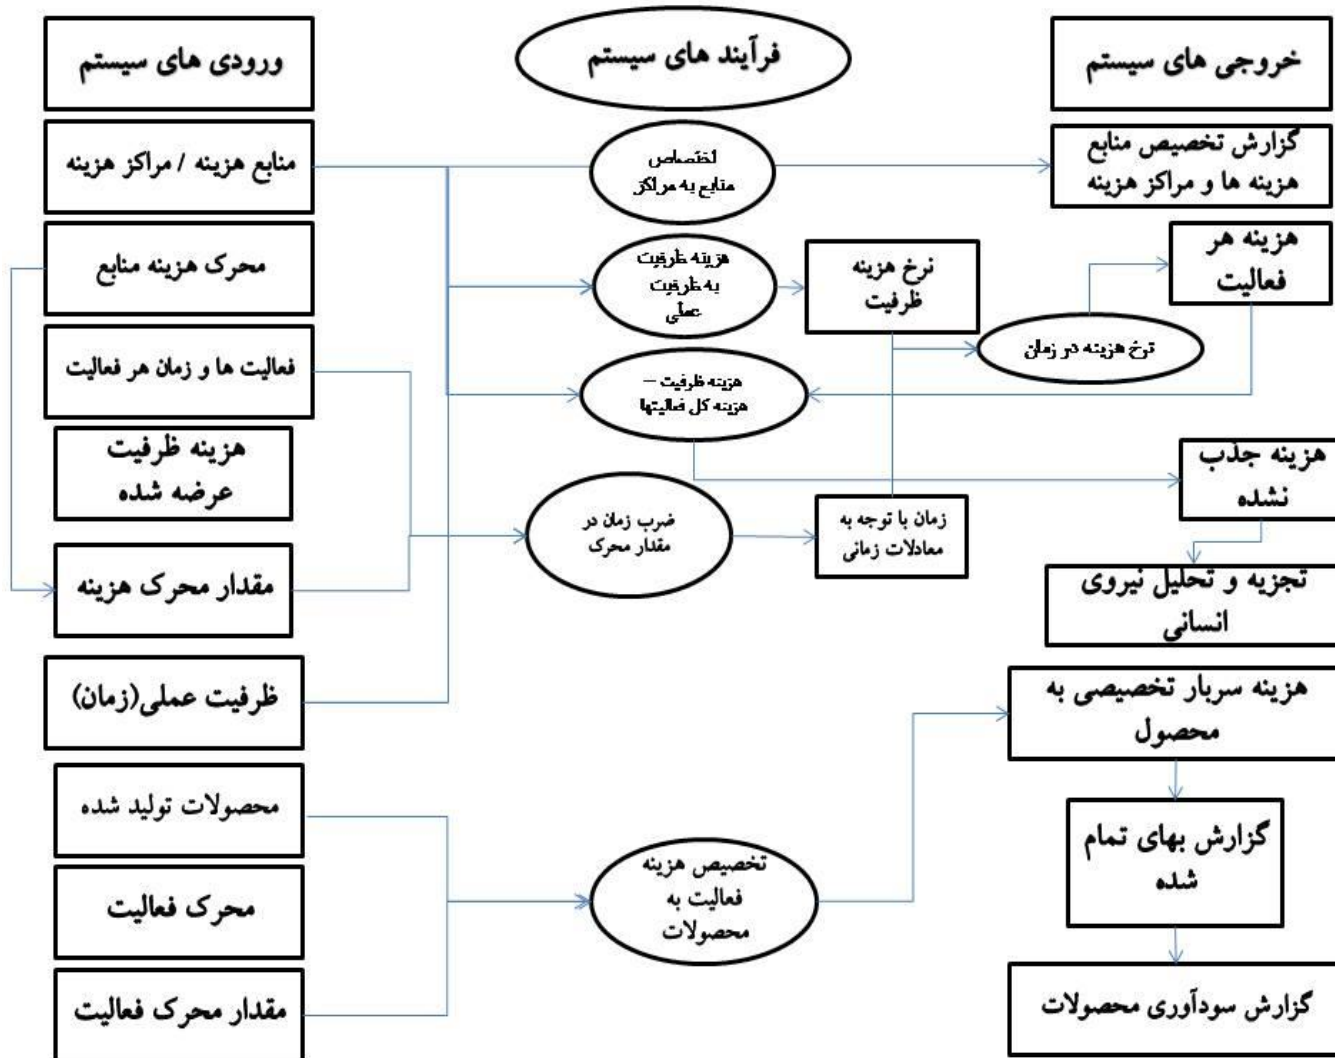 ورودی های سیستم
فرآیند های سیستم
خروجی های سیستم
منابع هزینه / مراکز هزینه
اختصاص
منابع به مراکز
گزارش تخصیص منابع
هزینه ها و مراکز هزینه
محرک هزینه منابع
هزینه ظرفیت
به ظرفیت
عملی
نرخ هزینه
ظرفیت
هزینه هر
فعالیت
فعالیت ها و زمان هر فعالیت
هزینه ظرفیت –
هزینه کل فعالیتها
نرخ هزینه در زمان
هزینه ظرفیت
عرضه شده
هزینه جذب
نشده
مقدار محرک هزینه
ضرب زمان در
مقدار محرک
زمان با توجه به
معادلات زمانی
تجزیه و تحلیل نیروی
انسانی
ظرفیت عملی(زمان)
هزینه سربار تخصیصی به
محصول
محصولات تولید شده
گزارش بهای تمام
شده
محرک فعالیت
تخصیص هزینه
فعالیت به
محصولات
مقدار محرک فعالیت
گزارش سودآوری محصولات